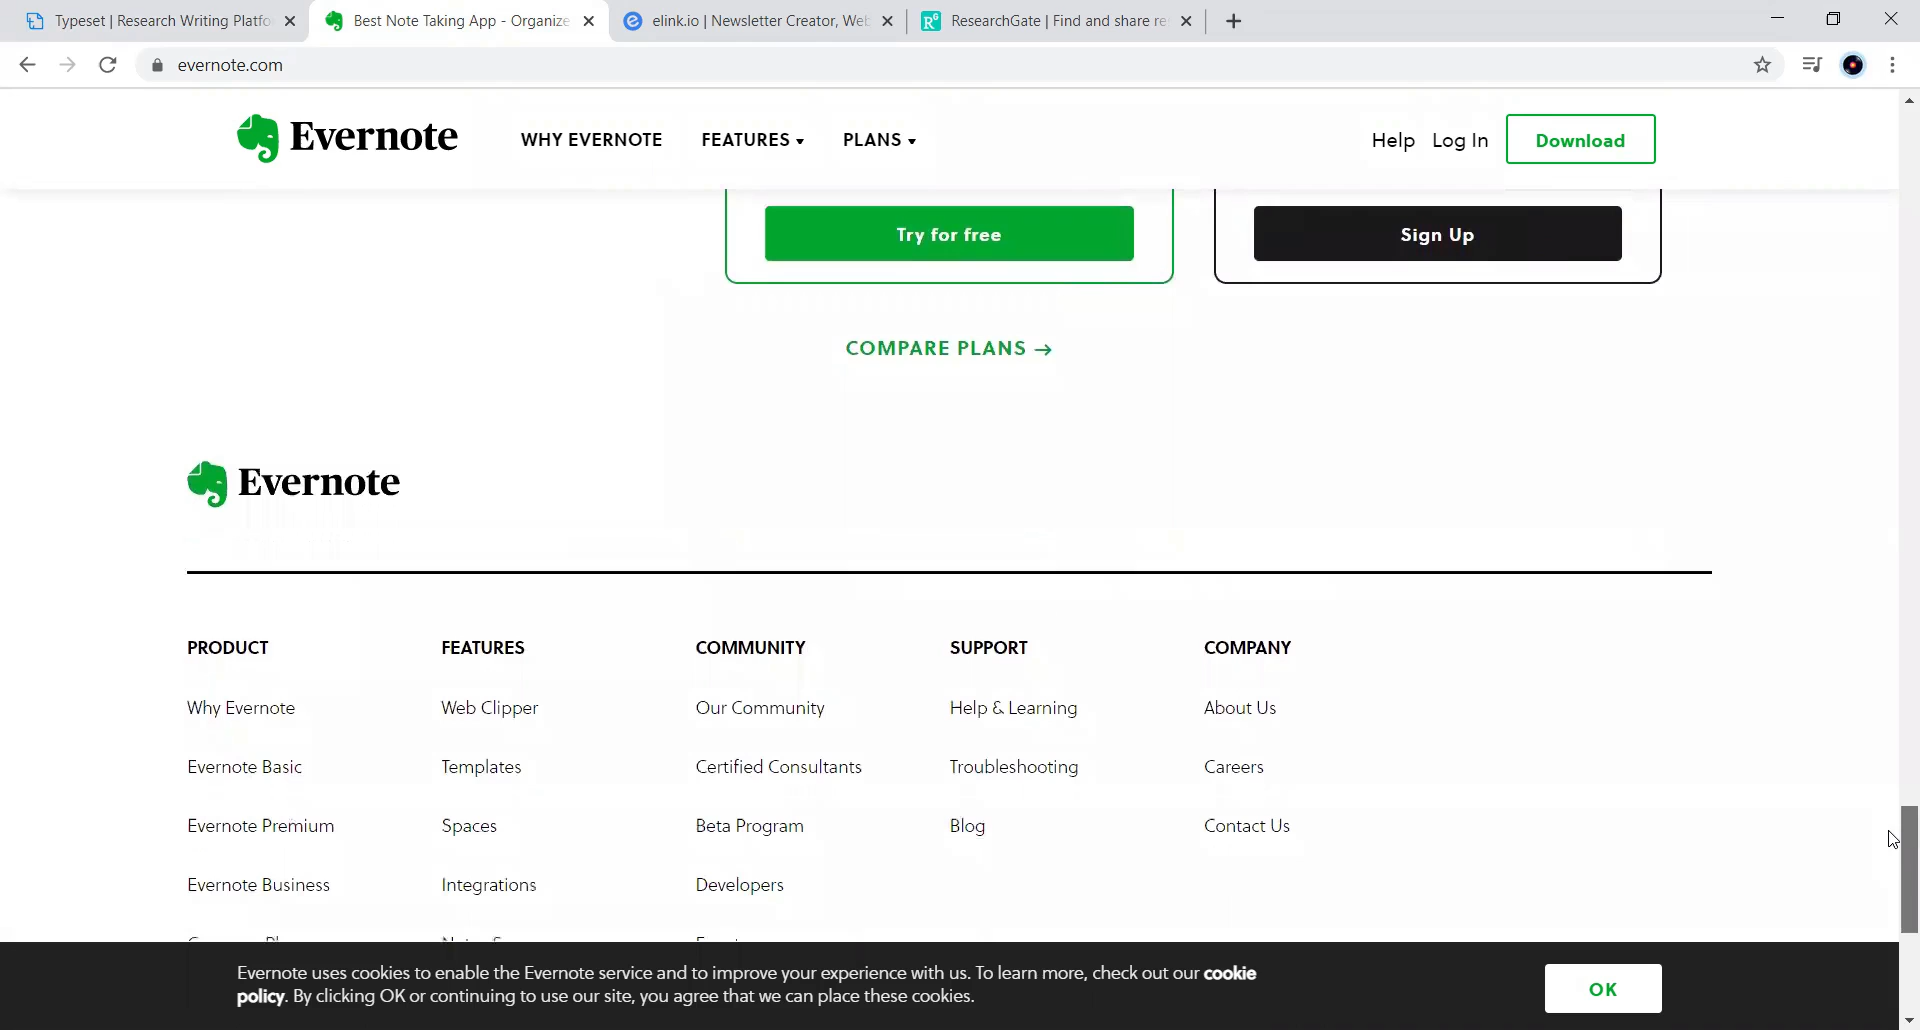 Typeset | Research Writing Platfo
Best Note Taking App - Organize
elink.io | Newsletter Creator, Web
ResearchGate | Find and share re
evernote.com
Evernote
WHY EVERNOTE
FEATURES
PLANS
Help
Log In
Download
Try for free
Sign Up
COMPARE PLANS →
Evernote
PRODUCT
FEATURES
COMMUNITY
SUPPORT
COMPANY
Why Evernote
Web Clipper
Our Community
Help & Learning
About Us
Evernote Basic
Templates
Certified Consultants
Troubleshooting
Careers
Evernote Premium
Spaces
Beta Program
Blog
Contact Us
Evernote Business
Integrations
Developers
Evernote uses cookies to enable the Evernote service and to improve your experience with us. To learn more, check out our cookie
policy. By clicking OK or continuing to use our site, you agree that we can place these cookies.
OK